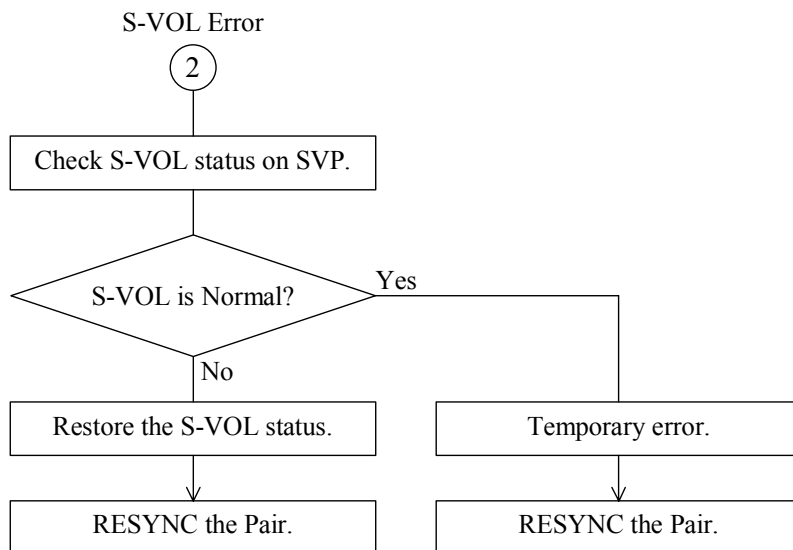 S-VOL Error
2
Check S-VOL status on SVP.
S-VOL is Normal?
Yes
No
Restore the S-VOL status.
Temporary error.
RESYNC the Pair.
RESYNC the Pair.